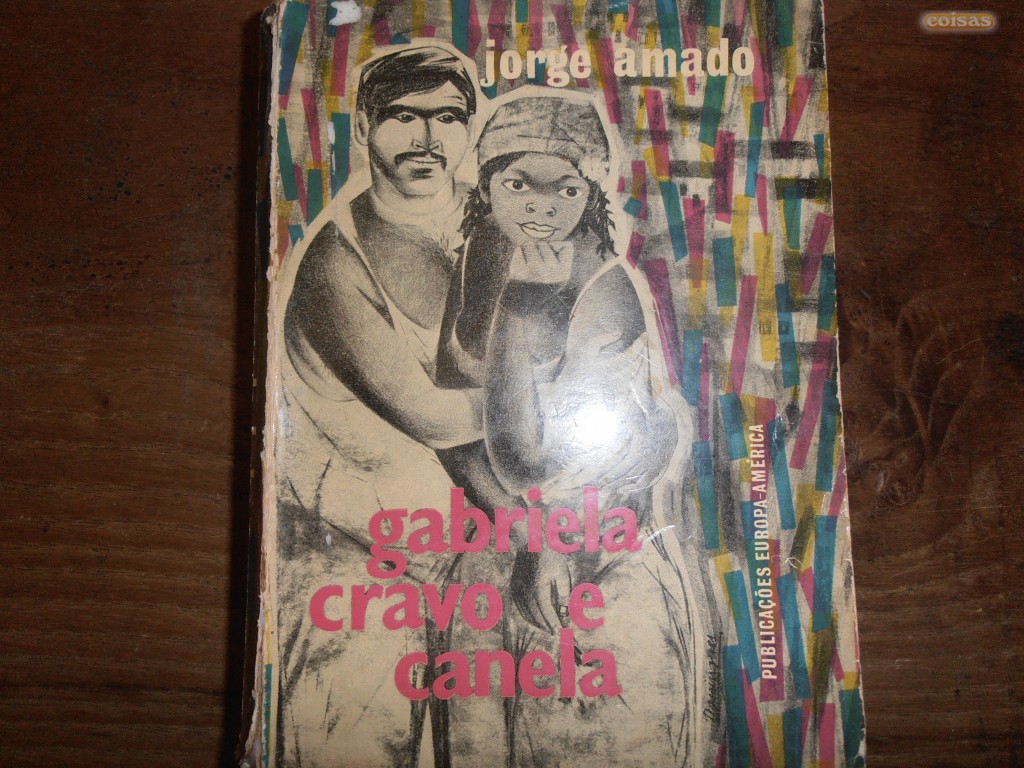 coisas
jorge amado
gabriela
cravo e
canela
PUBLICAÇÕES EUROPA-AMÉRICA